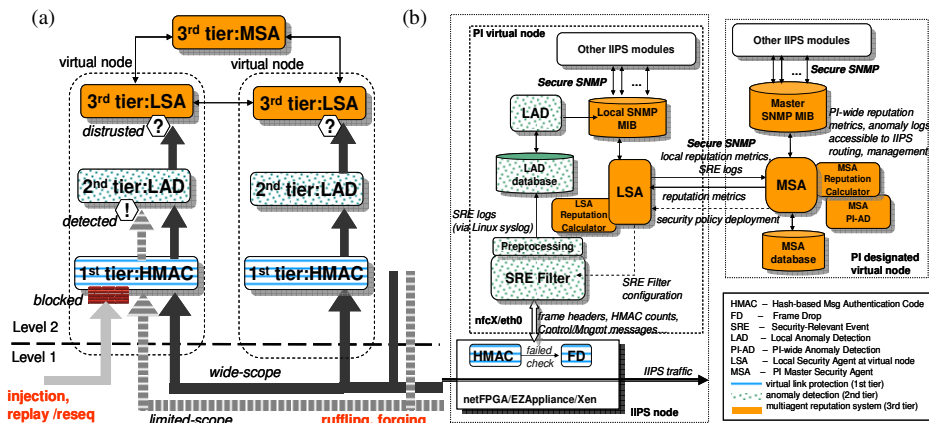 (a)
3rd tier:MSA
virtual node
virtual node
3rd tier:LSA
3rd tier:LSA
distrusted
?
?
2nd tier:LAD
2nd tier:LAD
detected
!
1st tier:HMAC
1st tier:HMAC
blocked
Level 2
Level 1
wide-scope
injection,
replay /reseq
limited-scope
ruffling, forging
(b)
PI virtual node
Other IIPS modules
Secure SNMP
...
LAD
Local SNMP
MIB
LAD
database
LSA
LSA
Reputation
Calculator
SRE logs
(via Linux syslog)
Preprocessing
SRE Filter
SRE Filter
configuration
nfcX/eth0
frame headers, HMAC counts,
Control/Mgmt messages...
HMAC
failed
check
FD
IIPS traffic
netFPGA/EZAppliance/Xen
IIPS node
Secure SNMP
local reputation metrics,
SRE logs
reputation metrics
security policy deployment
Other IIPS modules
...
Secure SNMP
Master
SNMP MIB
PI-wide reputation
metrics, anomaly logs
accessible to IIPS
routing, management
MSA
MSA
Reputation
Calculator
MSA
PI-AD
MSA
database
PI designated
virtual node
HMAC – Hash-based Msg Authentication Code
FD – Frame Drop
SRE – Security-Relevant Event
LAD – Local Anomaly Detection
PI-AD – PI-wide Anomaly Detection
LSA – Local Security Agent at virtual node
MSA – PI Master Security Agent
virtual link protection (1st tier)
anomaly detection (2nd tier)
multiagent reputation system (3rd tier)